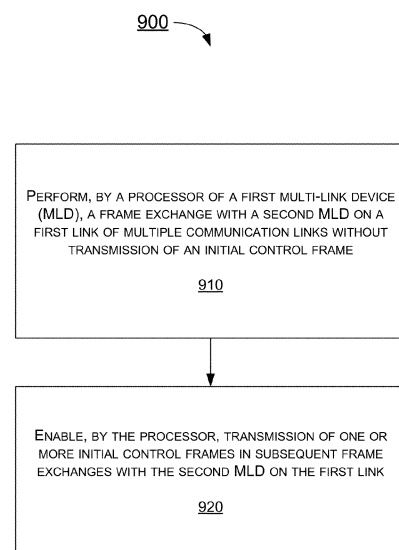 900
PERFORM, BY A PROCESSOR OF A FIRST MULTI-LINK DEVICE
(MLD), A FRAME EXCHANGE WITH A SECOND MLD ON A
FIRST LINK OF MULTIPLE COMMUNICATION LINKS WITHOUT
TRANSMISSION OF AN INITIAL CONTROL FRAME
910
ENABLE, BY THE PROCESSOR, TRANSMISSION OF ONE OR
MORE INITIAL CONTROL FRAMES IN SUBSEQUENT FRAME
EXCHANGES WITH THE SECOND MLD ON THE FIRST LINK
920